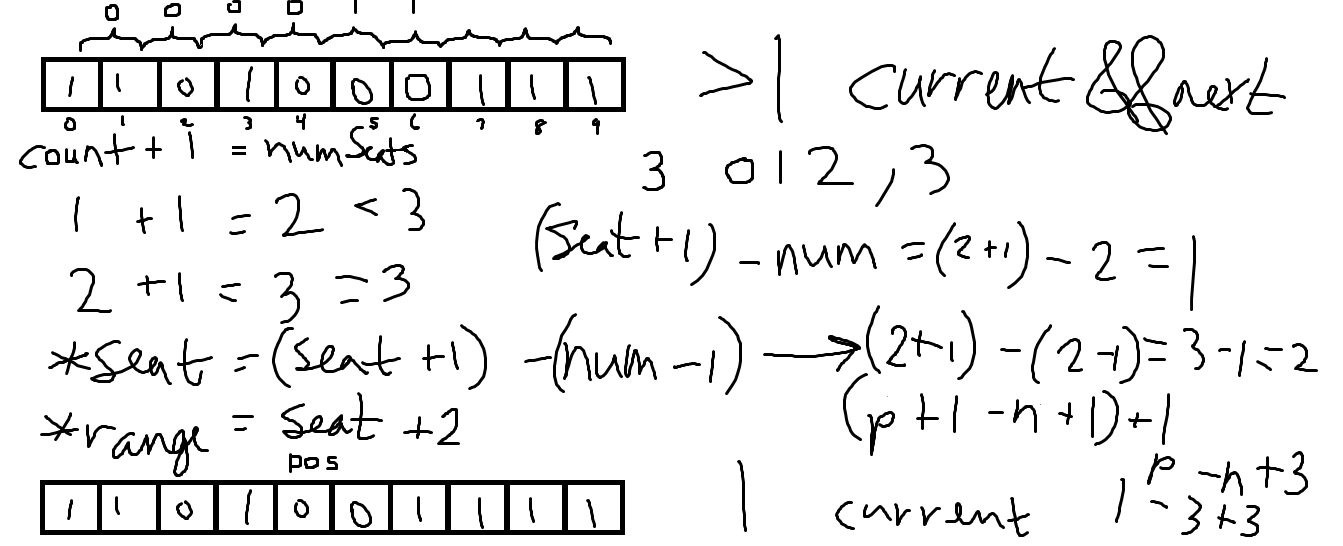 0 0 0 0 1 1
1 1 0 1 0 0 0 1 1 1
0 1 2 3 4 5 6 7 8 9
>1 current && next
count + 1 = numSeats
3 0 1 2 , 3
1 + 1 = 2 < 3
(seat+1) - num = (2+1) - 2 = 1
2 + 1 = 3 = 3
*seat = (seat +1) - (num -1) → (2+1) - (2-1) = 3 -1 = 2
*range = seat +2
(p +1 -n +1)+1
pos
p -n +3
1 1 0 1 0 0 1 1 1 1
1 current 1 - 3 +3